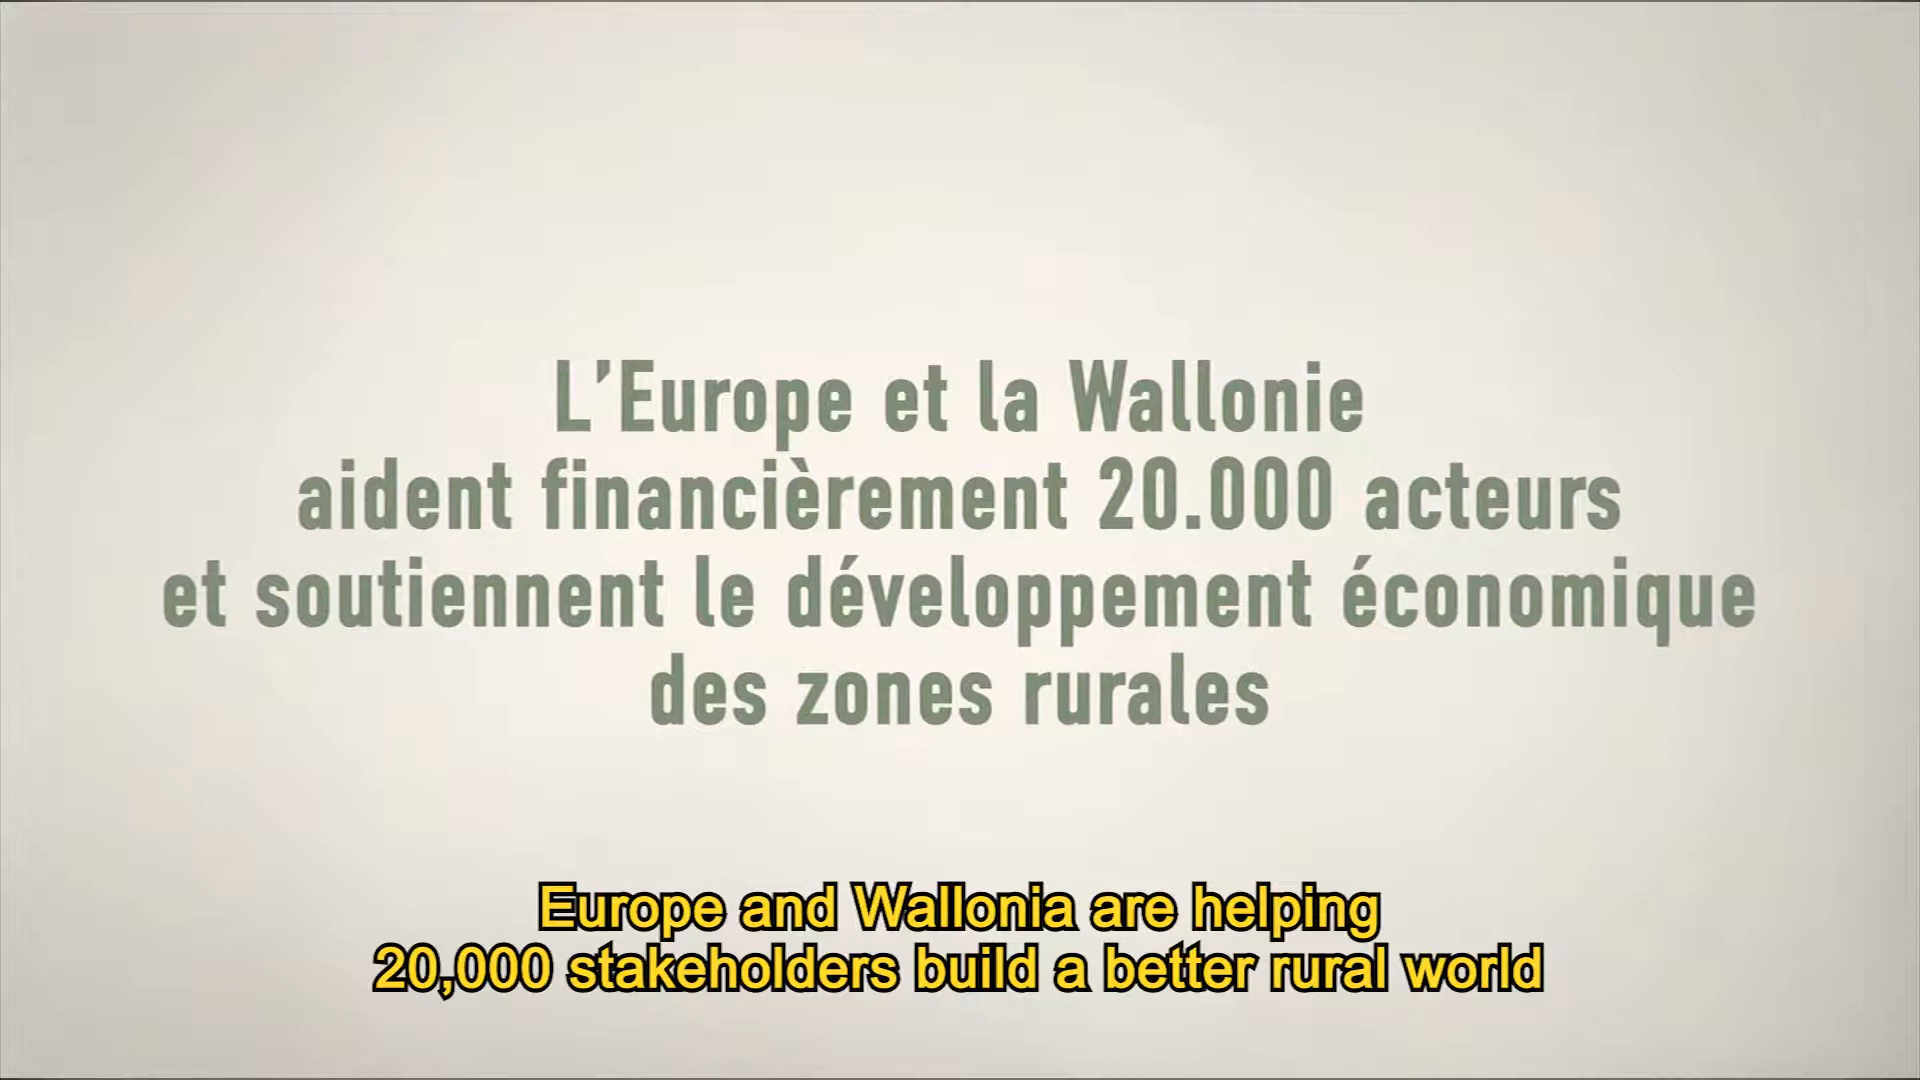 L’Europe et la Wallonie
aident financièrement 20.000 acteurs
et soutiennent le développement économique
des zones rurales
Europe and Wallonia are helping
20,000 stakeholders build a better rural world